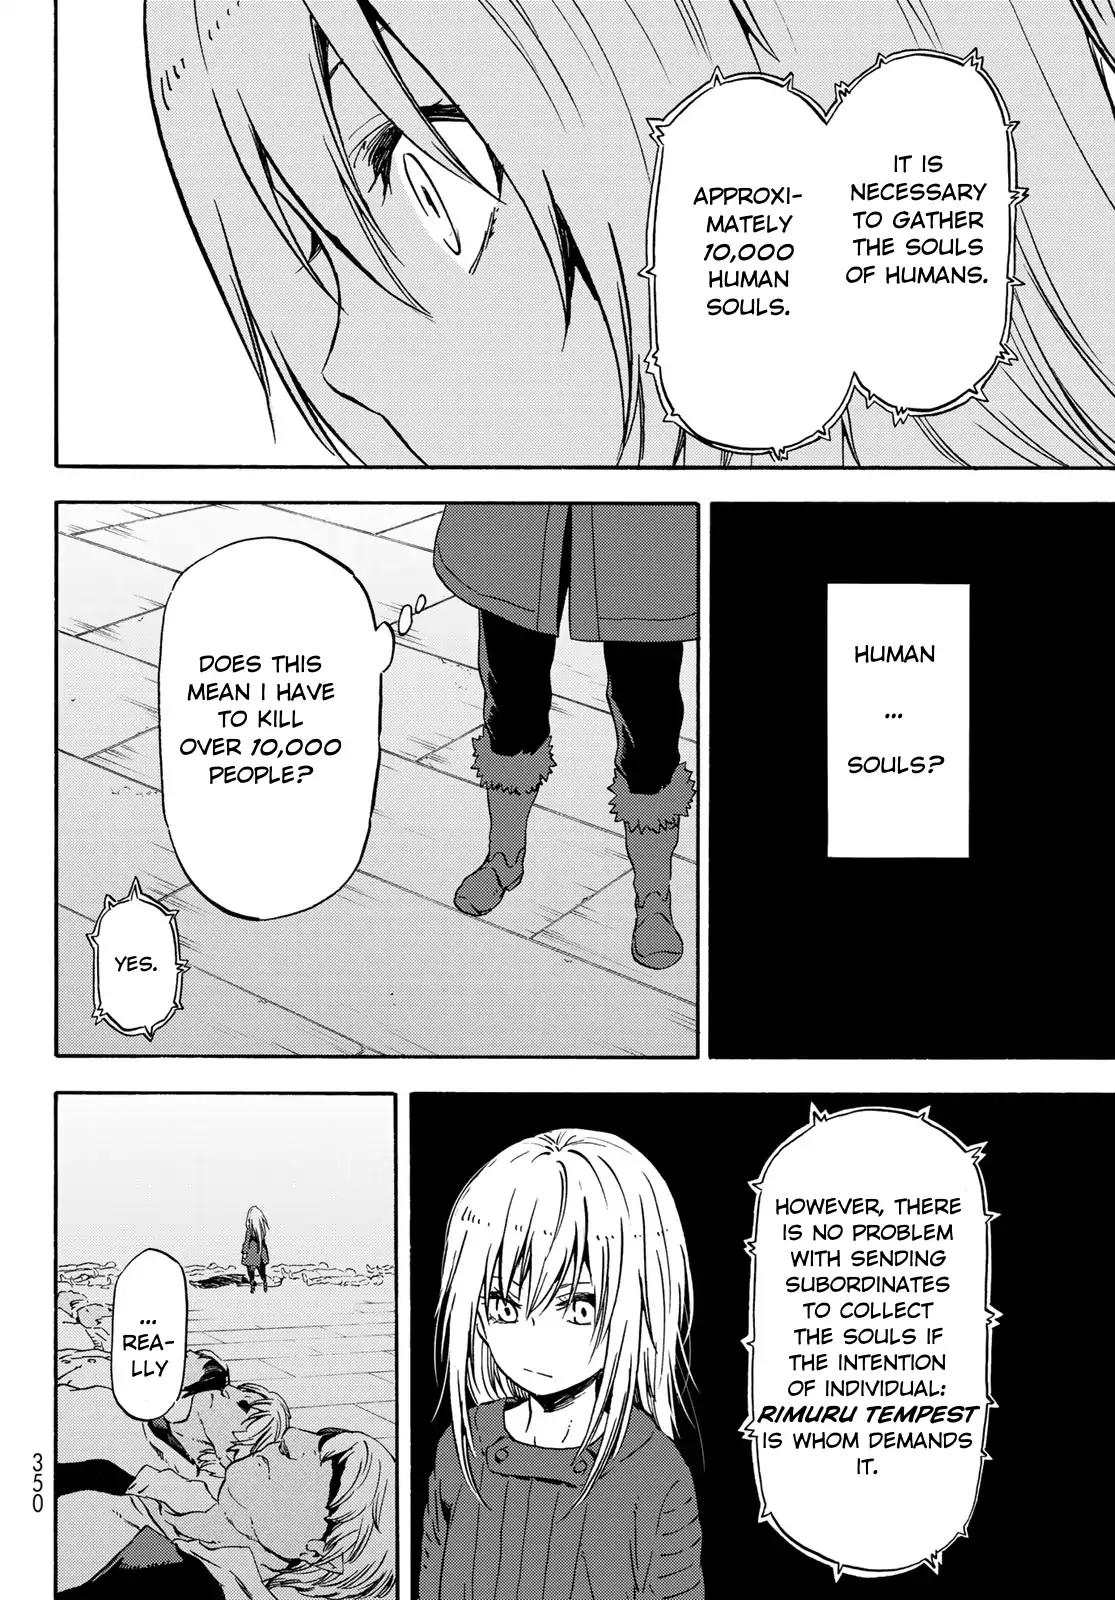 IT IS
NECESSARY
TO GATHER
THE SOULS
OF HUMANS.
APPROXI-
MATELY
10,000
HUMAN
SOULS.
HUMAN
...
SOULS?
DOES THIS
MEAN I HAVE
TO KILL
OVER 10,000
PEOPLE?
YES.
HOWEVER, THERE
IS NO PROBLEM
WITH SENDING
SUBORDINATES
TO COLLECT
THE SOULS IF
THE INTENTION
OF INDIVIDUAL:
RIMURU TEMPEST
IS WHOM DEMANDS
IT.
...
REA-
LLY
350